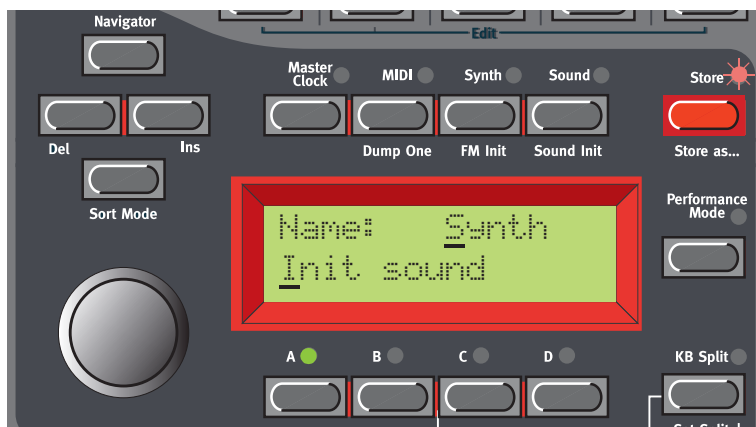 Edit
Navigator
Del
Ins
Sort Mode
Master Clock
MIDI
Synth
Sound
Store
Dump One
FM Init
Sound Init
Store as...
Performance Mode
Name: Synth
Init sound
A
B
C
D
KB Split